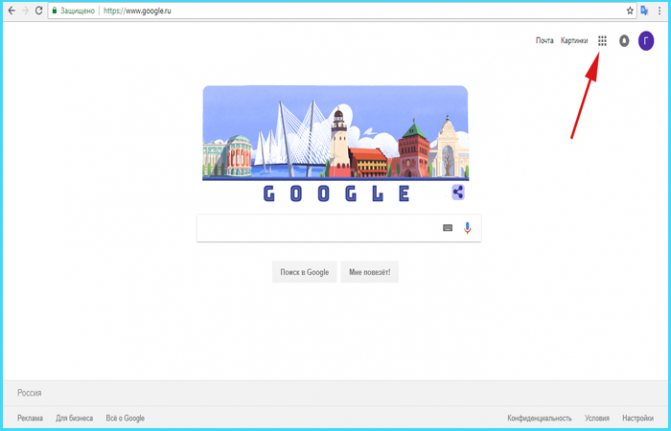 Защищено https://www.google.ru
Почта Картинки Г
GOOGLE
Поиск в Google Мне повезёт!
Россия
Реклама Для бизнеса Всё о Google Конфиденциальность Условия Настройки